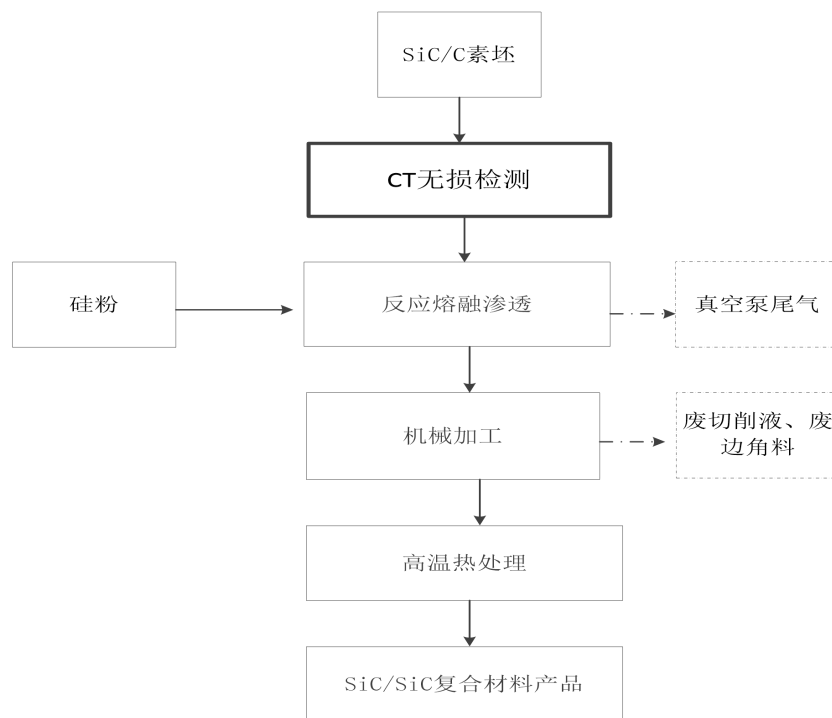 SiC/C素坯
CT无损检测
硅粉
反应熔融渗透
真空泵尾气
机械加工
废切削液、废
边角料
高温热处理
SiC/SiC复合材料产品